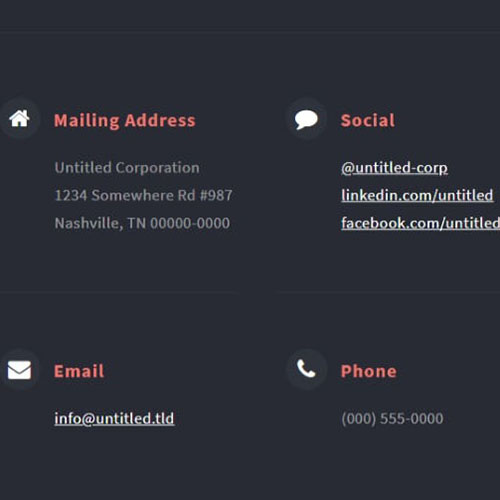 Mailing Address
Untitled Corporation
1234 Somewhere Rd #987
Nashville, TN 00000-0000
Social
@untitled-corp
linkedin.com/untitled
facebook.com/untitled
Email
info@untitled.tld
Phone
(000) 555-0000